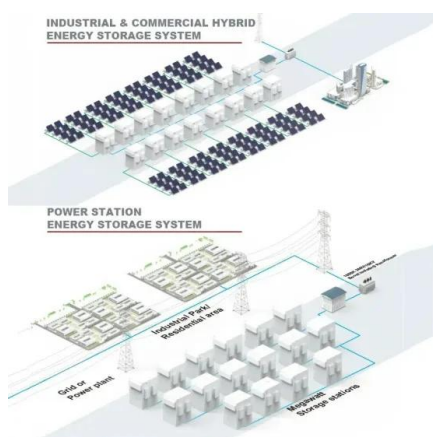 INDUSTRIAL & COMMERCIAL HYBRID
ENERGY STORAGE SYSTEM
POWER STATION
ENERGY STORAGE SYSTEM
Industrial Park/
Residential area
Grid or
Power plant
Megawatt
Storage stations